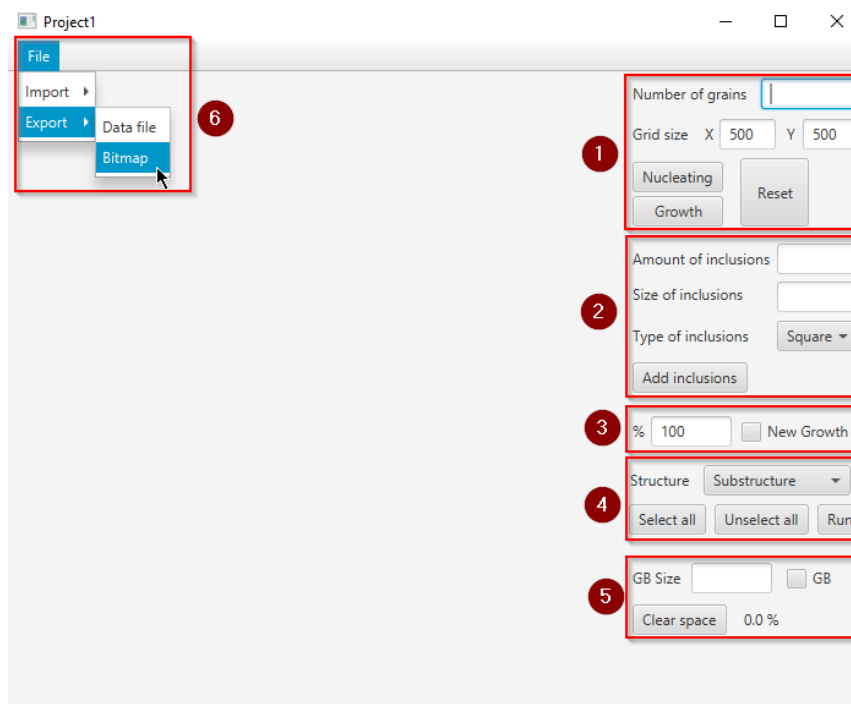 Project1
File
Import
Export
Data file
Bitmap
6
Number of grains
1
Grid size X 500 Y 500
Nucleating
Reset
Growth
2
Amount of inclusions
Size of inclusions
Type of inclusions Square
Add inclusions
3
% 100 New Growth
4
Structure Substructure
Select all Unselect all Run
5
GB Size GB
Clear space 0.0 %